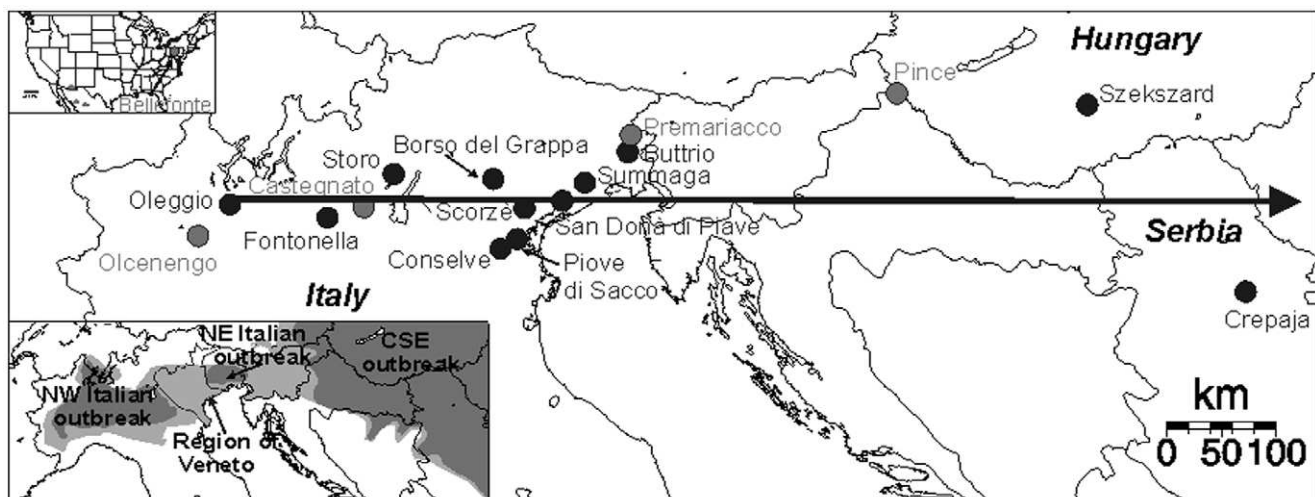 Bellefonte
Hungary
Pince
Szekszard
Premariacco
Borso del Grappa
Buttrio
Storo
Summaga
Castegnato
Oleggio
Scorzè
San Donà di Piave
Serbia
Fontonella
Olcenengo
Conselve
Piove
di Sacco
Italy
Crepaja
NE Italian
outbreak
CSE
outbreak
NW Italian
outbreak
Region of
Veneto
km
0 50 100